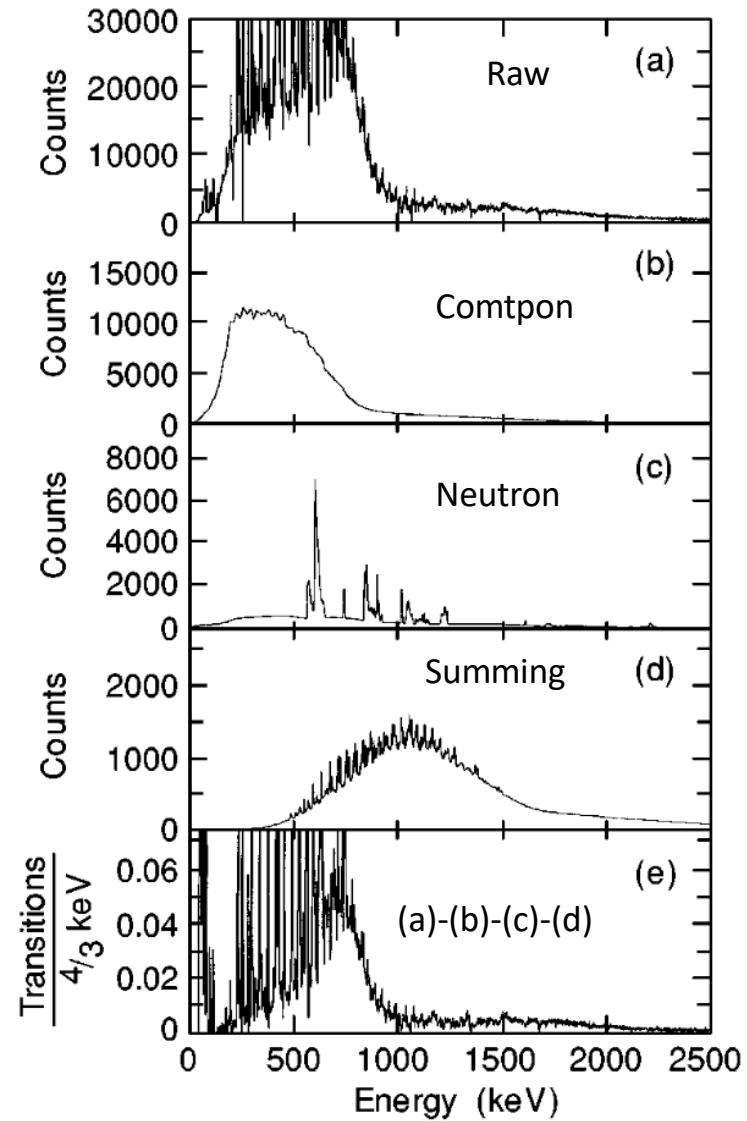 30000
20000
10000
0
Counts
Raw
(a)
15000
10000
5000
0
Counts
Comtpon
(b)
8000
6000
4000
2000
0
Counts
Neutron
(c)
2000
1000
0
Counts
Summing
(d)
0.06
0.04
0.02
0
Transitions
4/3 keV
(a)-(b)-(c)-(d)
(e)
0 500 1000 1500 2000 2500
Energy (keV)